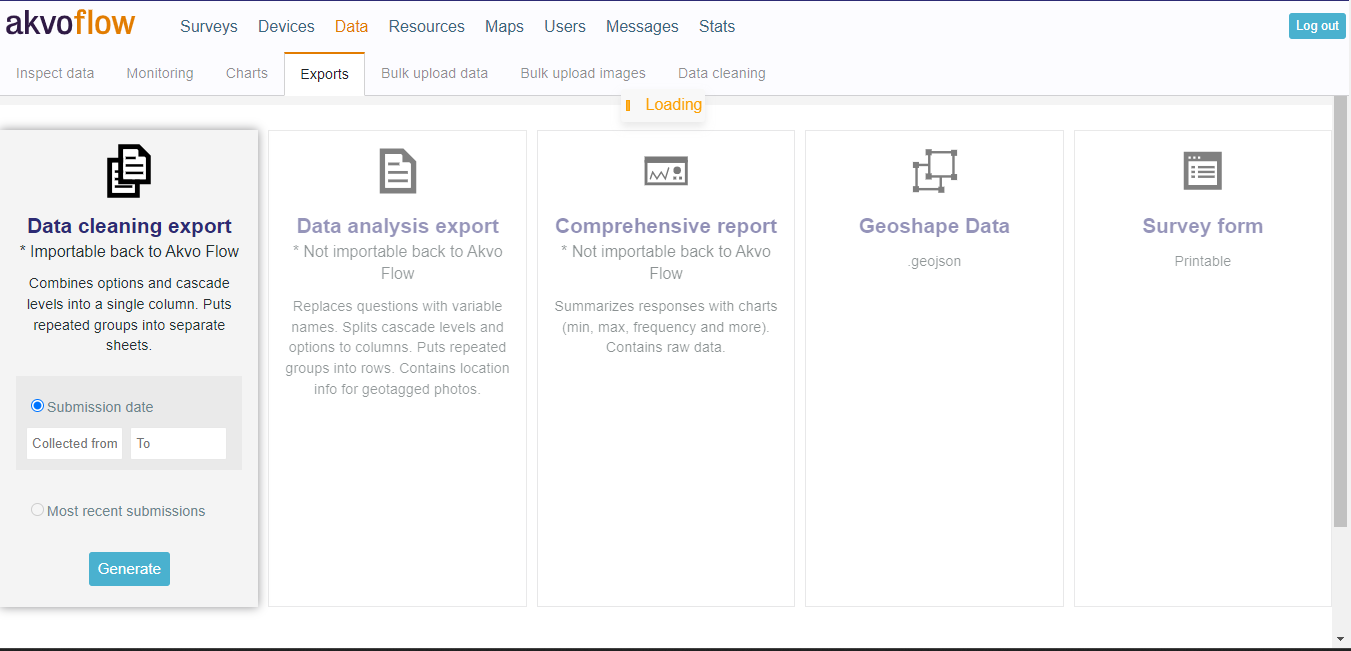 akvoflow
Surveys Devices Data Resources Maps Users Messages Stats
Log out
Inspect data Monitoring Charts Exports Bulk upload data Bulk upload images Data cleaning
Loading
Data cleaning export
* Importable back to Akvo Flow
Combines options and cascade
levels into a single column. Puts
repeated groups into separate
sheets.
Submission date
Collected from To
Most recent submissions
Generate
Data analysis export
* Not importable back to Akvo
Flow
Replaces questions with variable
names. Splits cascade levels and
options to columns. Puts repeated
groups into rows. Contains location
info for geotagged photos.
Comprehensive report
* Not importable back to Akvo
Flow
Summarizes responses with charts
(min, max, frequency and more).
Contains raw data.
Geoshape Data
.geojson
Survey form
Printable